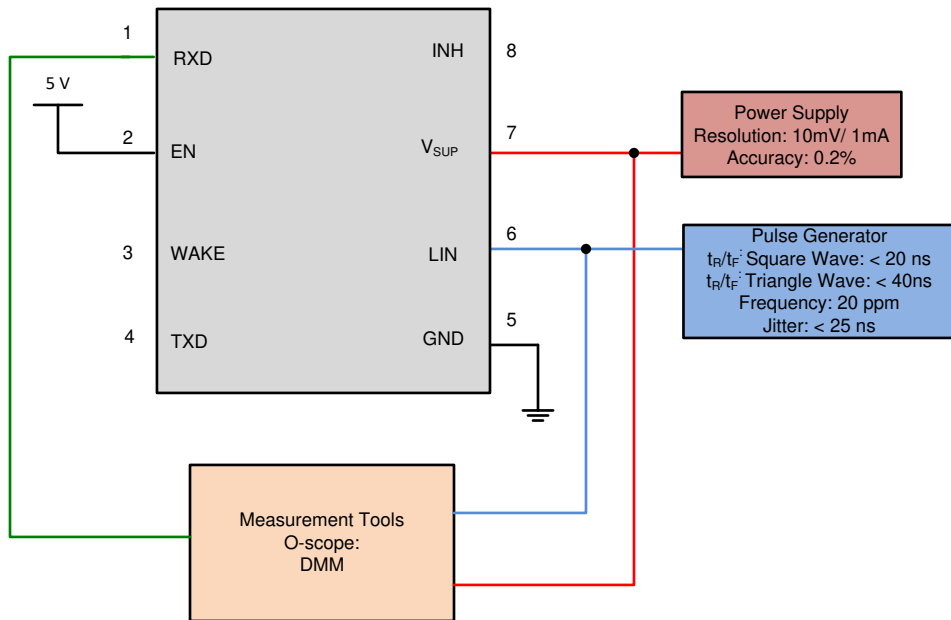 1
RXD
INH
8
5 V
2
EN
7
V_SUP
Power Supply
Resolution: 10mV/ 1mA
Accuracy: 0.2%
3
WAKE
6
LIN
Pulse Generator
t_R/t_F: Square Wave: < 20 ns
t_R/t_F: Triangle Wave: < 40ns
Frequency: 20 ppm
Jitter: < 25 ns
4
TXD
5
GND
Measurement Tools
O-scope:
DMM